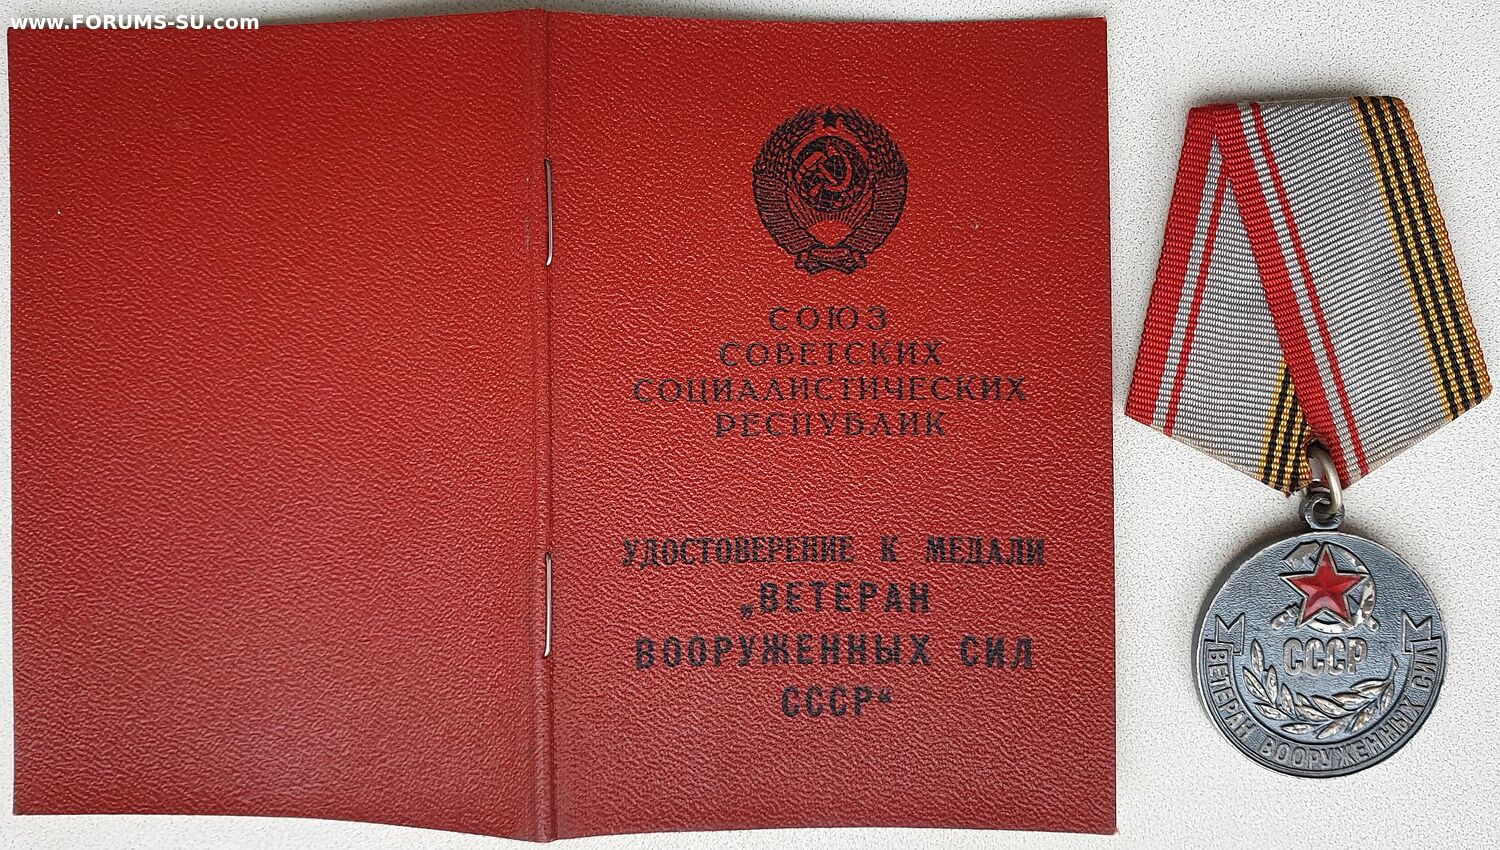 www.FORUMS-SU.com
СОЮЗ
СОВЕТСКИХ
СОЦИАЛИСТИЧЕСКИХ
РЕСПУБЛИК
УДОСТОВЕРЕНИЕ К МЕДАЛИ
„ВЕТЕРАН
ВООРУЖЕННЫХ СИЛ
СССР“
СССР
ВЕТЕРАН ВООРУЖЕННЫХ СИЛ